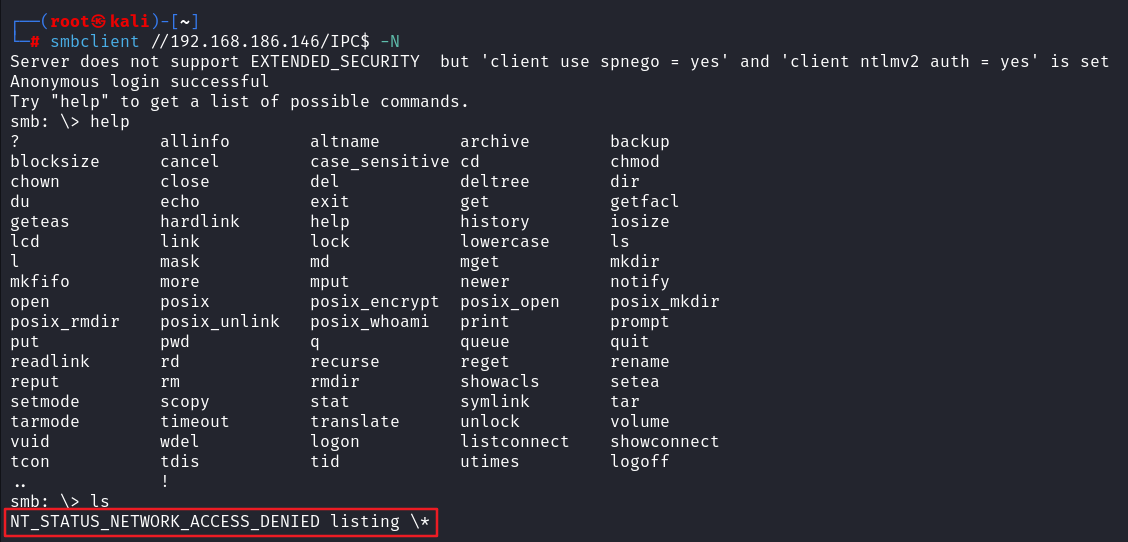 ┌──(root㉿kali)-[~]
└─# smbclient //192.168.186.146/IPC$ -N
Server does not support EXTENDED_SECURITY  but 'client use spnego = yes' and 'client ntlmv2 auth = yes' is set
Anonymous login successful
Try "help" to get a list of possible commands.
smb: \> help
?              allinfo        altname        archive        backup
blocksize      cancel         case_sensitive cd             chmod
chown          close          del            deltree        dir
du             echo           exit           get            getfacl
geteas         hardlink       help           history        iosize
lcd            link           lock           lowercase      ls
l              mask           md             mget           mkdir
mkfifo         more           mput           newer          notify
open           posix          posix_encrypt  posix_open     posix_mkdir
posix_rmdir    posix_unlink   posix_whoami   print          prompt
put            pwd            q              queue          quit
readlink       rd             recurse        reget          rename
reput          rm             rmdir          showacls       setea
setmode        scopy          stat           symlink        tar
tarmode        timeout        translate      unlock         volume
vuid           wdel           logon          listconnect    showconnect
tcon           tdis           tid            utimes         logoff
..             !
smb: \> ls
NT_STATUS_NETWORK_ACCESS_DENIED listing \*